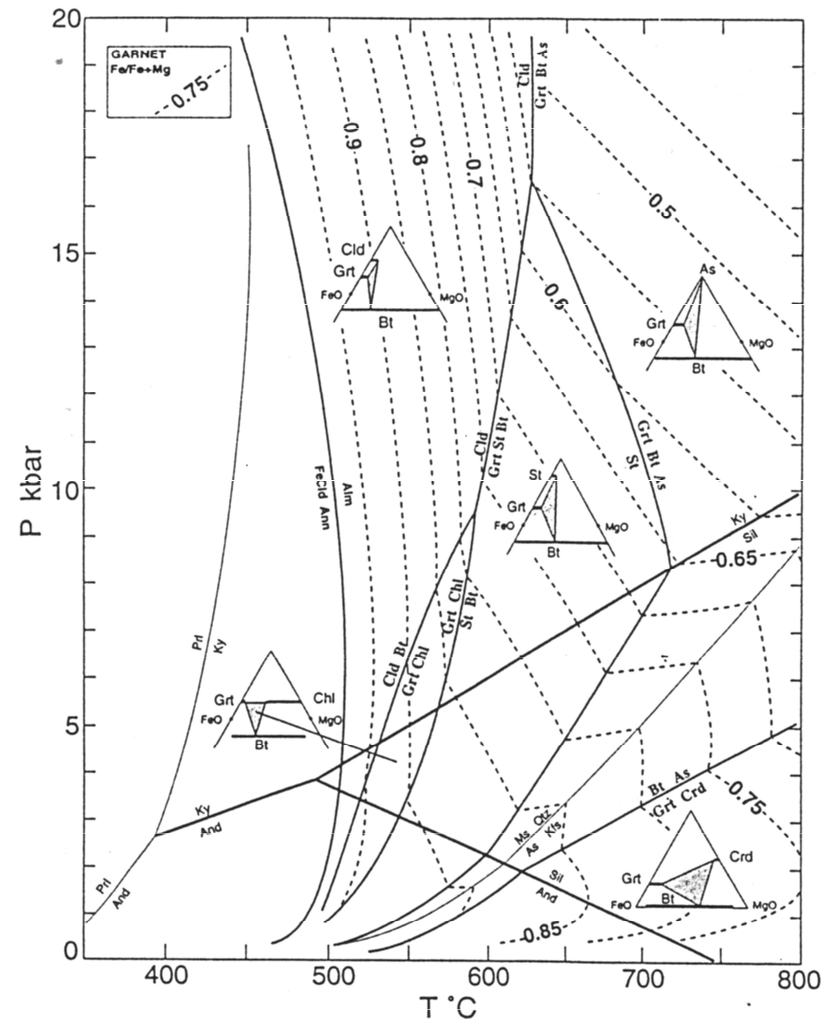 20
15
10
5
0
P kbar
400
500
600
700
800
T °C
GARNET
Fe/Fe+Mg
0.75
0.9
0.8
0.7
0.6
0.5
0.65
0.75
0.85
Cld
Grt Bt As
Cld
Grt
FeO
MgO
Bt
As
Grt
FeO
MgO
Bt
Cld
Grt St Bt
Grt Bt As
St
St
Grt
FeO
MgO
Bt
FeCld Ann
Alm
Ky
Sil
Grt Chl
St Bt
Cld Bt
Grt Chl
Prl
Ky
Grt
Chl
FeO
MgO
Bt
Ky
And
Prl
And
Ms Qtz
As Kfs
Bt As
Grt Crd
Sil
And
Crd
Grt
Bt
FeO
MgO